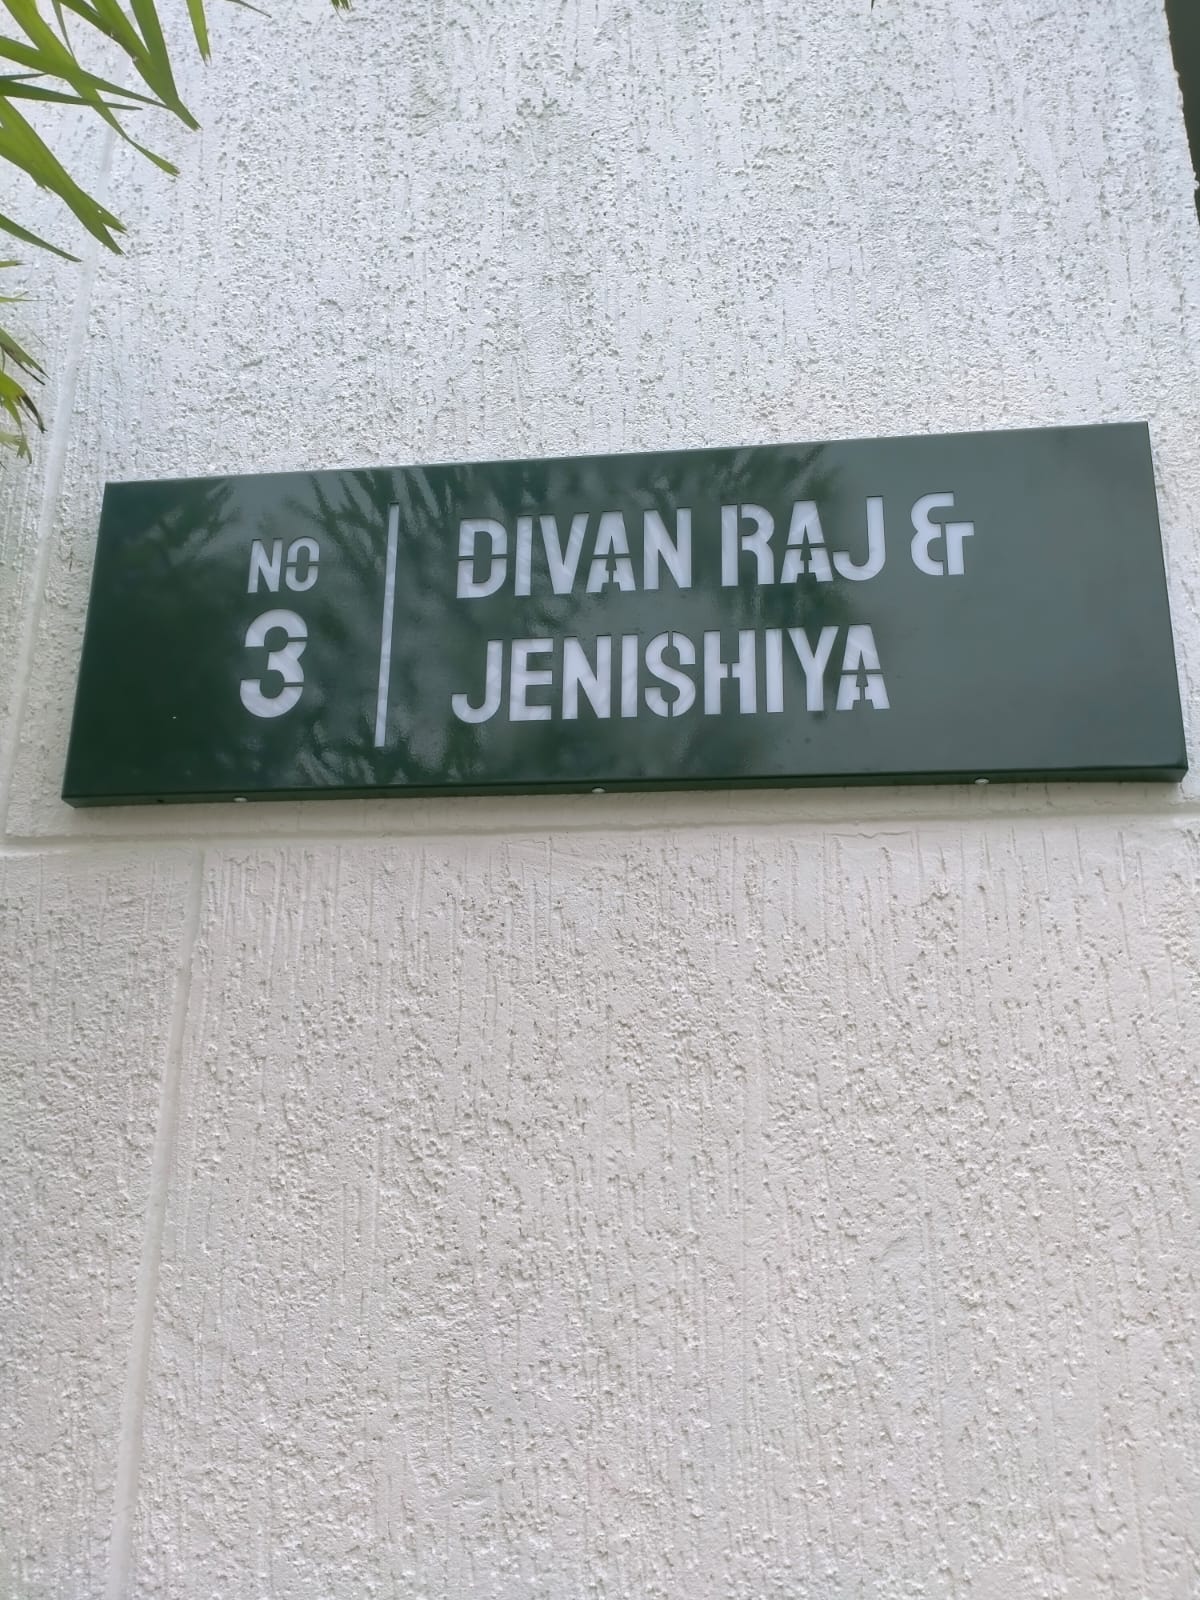 NO
3
DIVAN RAJ &
JENISHIYA